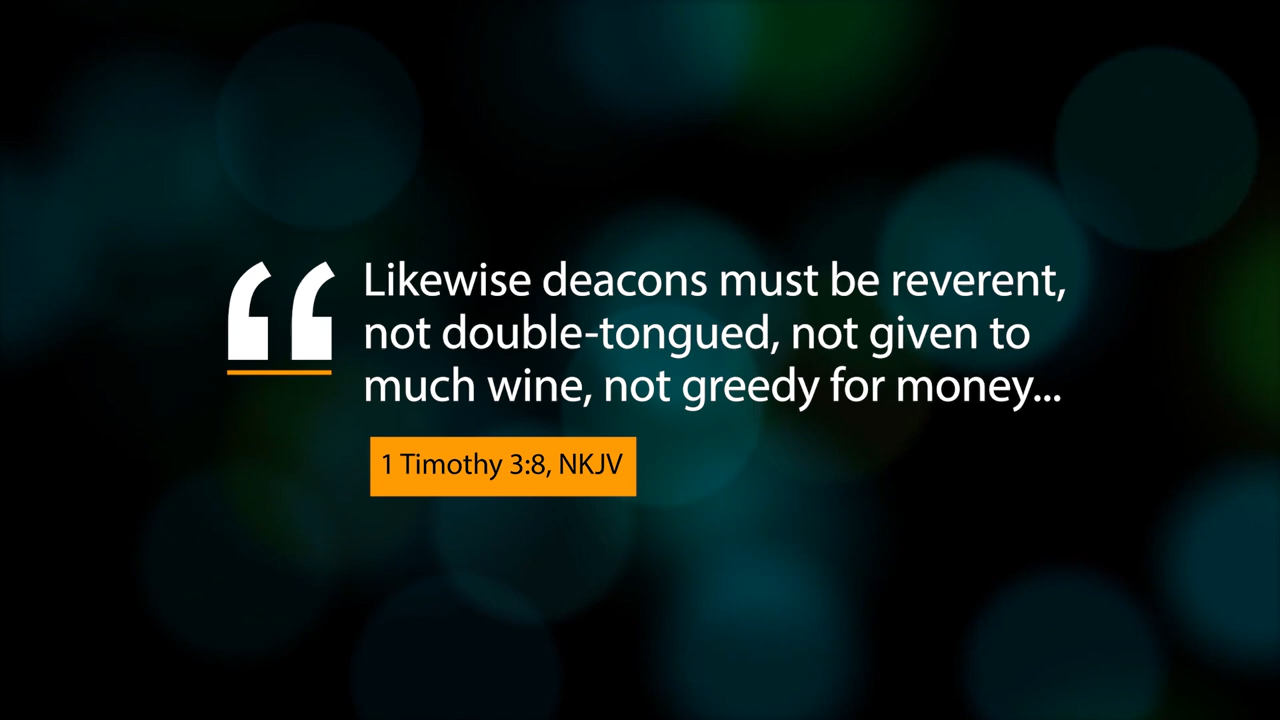 “
Likewise deacons must be reverent,
not double-tongued, not given to
much wine, not greedy for money...
1 Timothy 3:8, NKJV